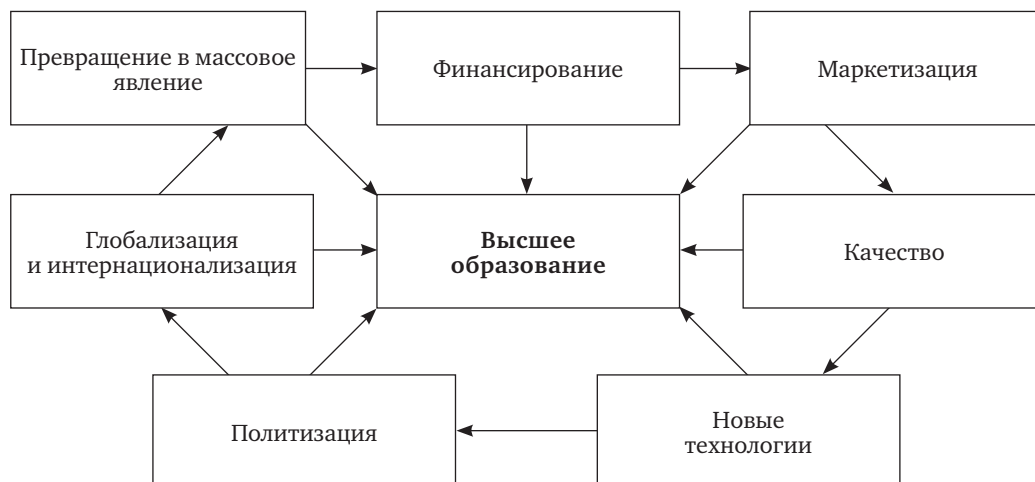 Превращение в массовое
явление
Финансирование
Маркетизация
Глобализация
и интернационализация
Высшее
образование
Качество
Политизация
Новые
технологии